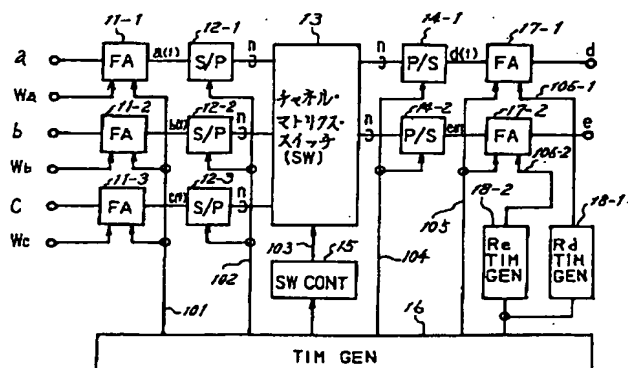 11-1 12-1 13 14-1 17-1
a FA a(t) S/P n n P/S d(t) FA d
Wa 11-2 12-2 14-2 17-2 106-1
b FA b(t) S/P n チャネル・マトリクス・スイッチ (SW) n P/S e(t) FA e
Wb 11-3 12-3 106-2
C FA c(t) S/P n 105 18-2 18-1
Wc 103 15 Re TIM GEN Rd TIM GEN
101 102 SW CONT 104 16
TIM GEN